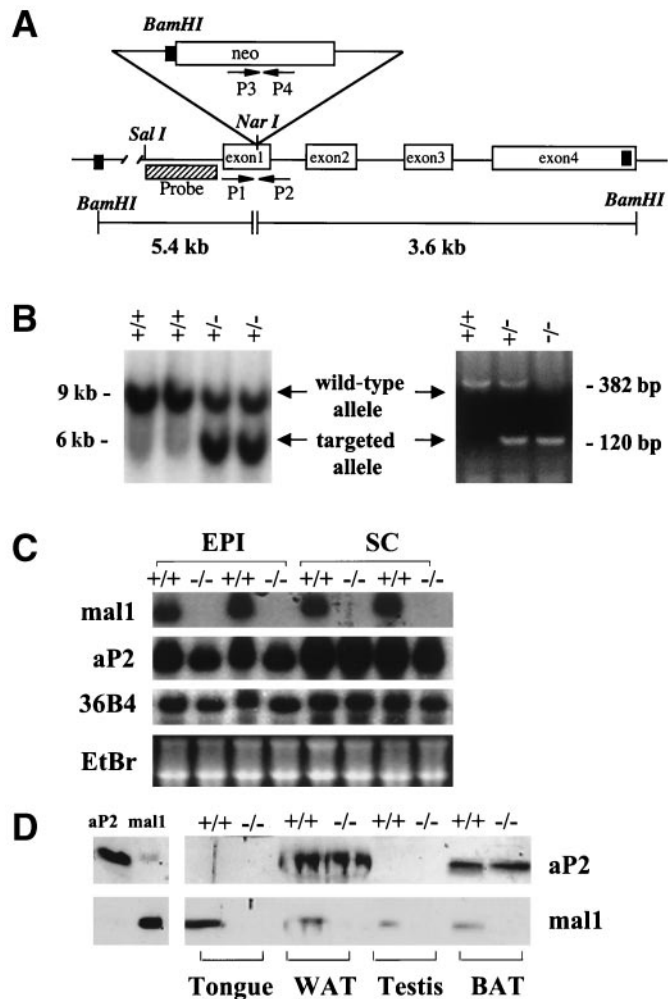 A
BamHI
neo
P3 P4
Nar I
Sal I
exon1 exon2 exon3 exon4
Probe P1 P2
BamHI BamHI
5.4 kb 3.6 kb
B
+/+ +/+ +/- +/- +/+ +/- -/-
9 kb - wild-type allele - 382 bp
6 kb - targeted allele - 120 bp
C
EPI SC
+/+ -/- +/+ -/- +/+ -/- +/+ -/-
mal1
aP2
36B4
EtBr
D
aP2 mal1 +/+ -/- +/+ -/- +/+ -/- +/+ -/-
aP2
mal1
Tongue WAT Testis BAT